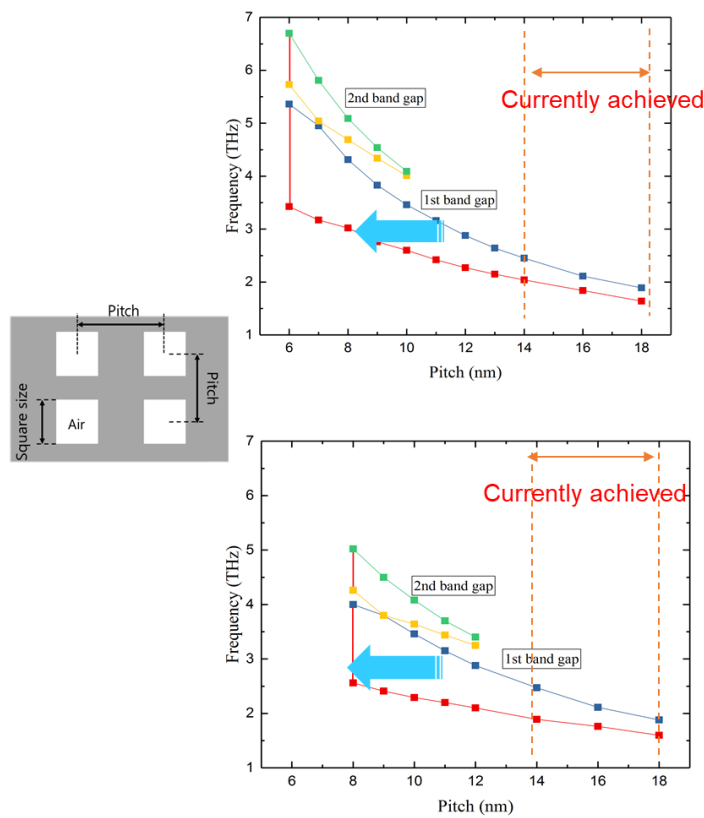 7
6
5
4
3
2
1
Frequency (THz)
2nd band gap
1st band gap
Currently achieved
6 8 10 12 14 16 18
Pitch (nm)
Pitch
Pitch
Square size
Air
7
6
5
4
3
2
1
Frequency (THz)
2nd band gap
1st band gap
Currently achieved
6 8 10 12 14 16 18
Pitch (nm)